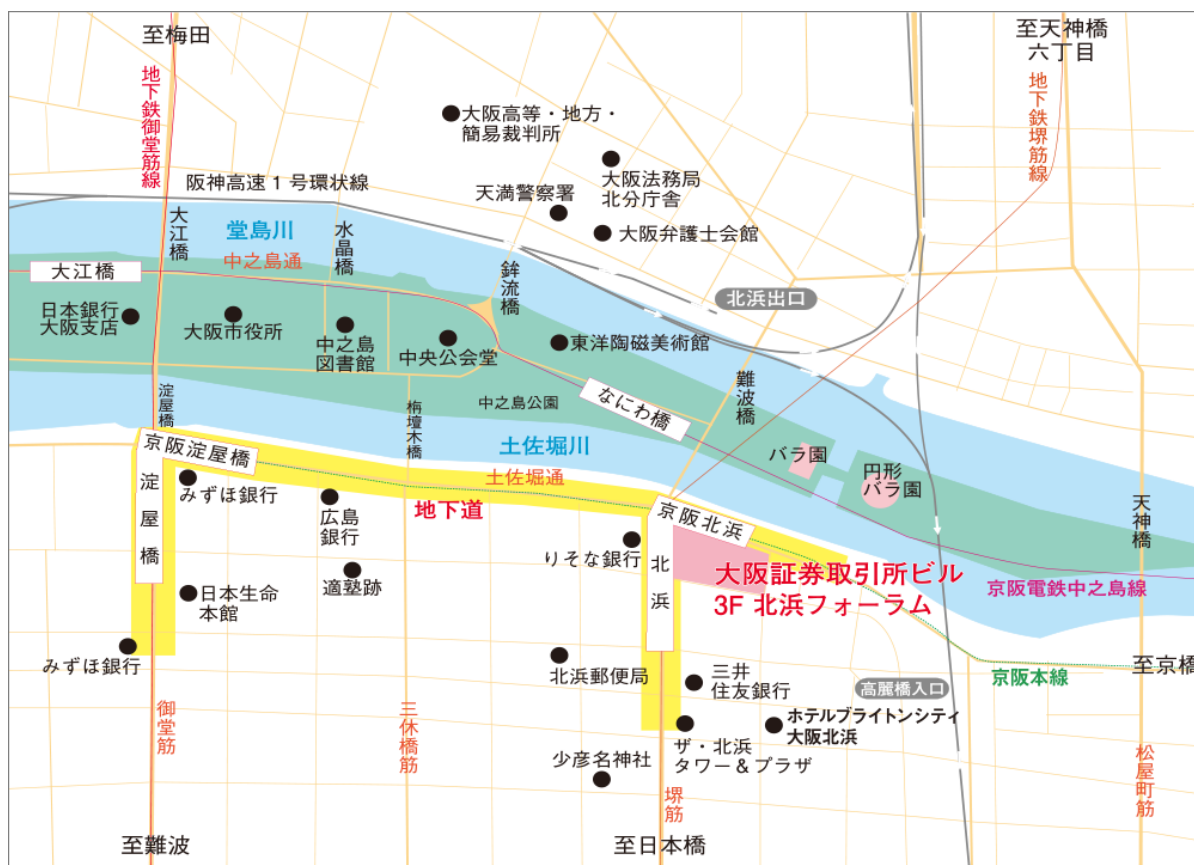 至梅田
至天神橋
六丁目
地下鉄御堂筋線
地下鉄堺筋線
大阪高等・地方・
簡易裁判所
大阪法務局
北分庁舎
天満警察署
大阪弁護士会館
阪神高速1号環状線
大江橋
堂島川
水晶橋
中之島通
鉾流橋
大江橋
北浜出口
日本銀行
大阪支店
大阪市役所
中之島
図書館
中央公会堂
東洋陶磁美術館
難波橋
淀屋橋
栴壇木橋
中之島公園
なにわ橋
土佐堀川
土佐堀通
バラ園
円形
バラ園
天神橋
京阪淀屋橋
淀屋橋
みずほ銀行
広島
銀行
地下道
京阪北浜
北浜
りそな銀行
大阪証券取引所ビル
3F 北浜フォーラム
京阪電鉄中之島線
適塾跡
日本生命
本館
みずほ銀行
北浜郵便局
三井
住友銀行
高麗橋入口
京阪本線
至京橋
御堂筋
三休橋筋
ホテルブライトンシティ
大阪北浜
ザ・北浜
タワー＆プラザ
少彦名神社
堺筋
松屋町筋
至難波
至日本橋